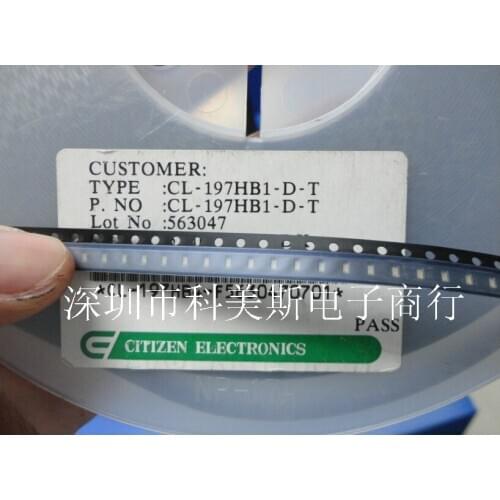 CUSTOMER:
TYPE :CL-197HB1-D-T
P. NO :CL-197HB1-D-T
Lot No :563047
深圳市科美斯电子商行
PASS
CITIZEN ELECTRONICS